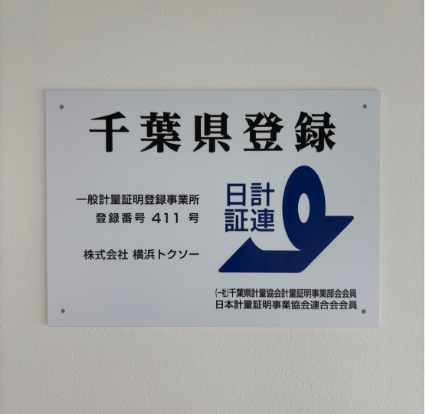 千葉県登録
一般計量証明登録事業所
登録番号 411 号
株式会社 横浜トクソー
日計
証連
(一社)千葉県計量協会計量証明事業部会会員
日本計量証明事業協会連合会会員